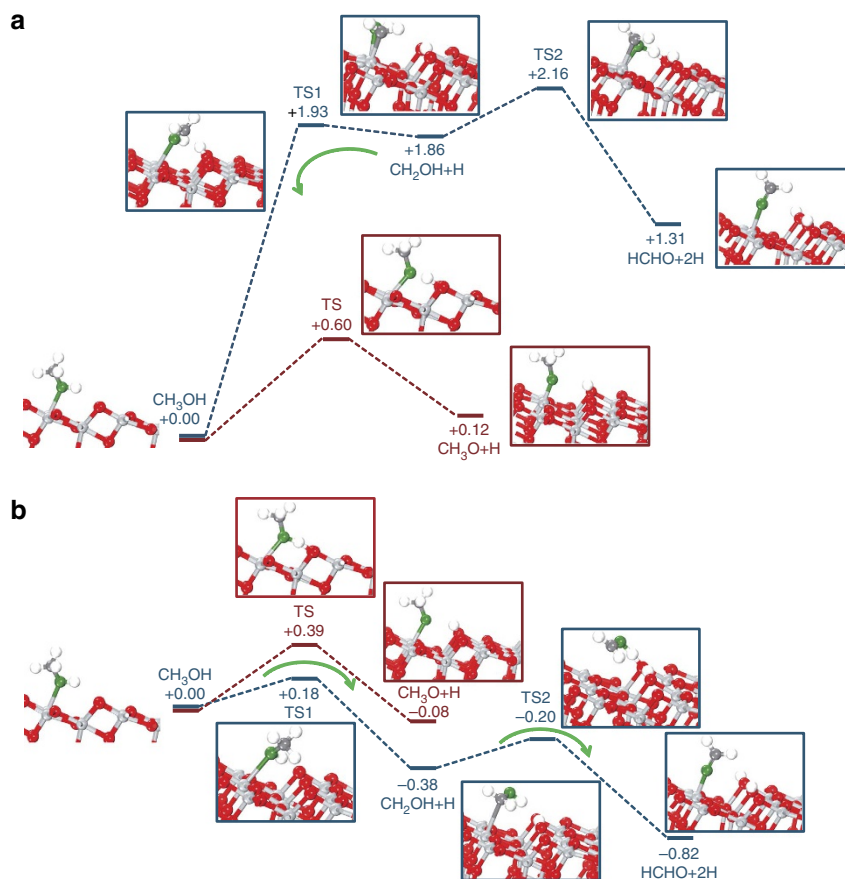 a
TS1
+1.93
TS2
+2.16
+1.86
CH₂OH+H
+1.31
HCHO+2H
TS
+0.60
CH₃OH
+0.00
+0.12
CH₃O+H
b
TS
+0.39
CH₃OH
+0.00
+0.18
TS1
CH₃O+H
−0.08
TS2
−0.20
−0.38
CH₂OH+H
−0.82
HCHO+2H